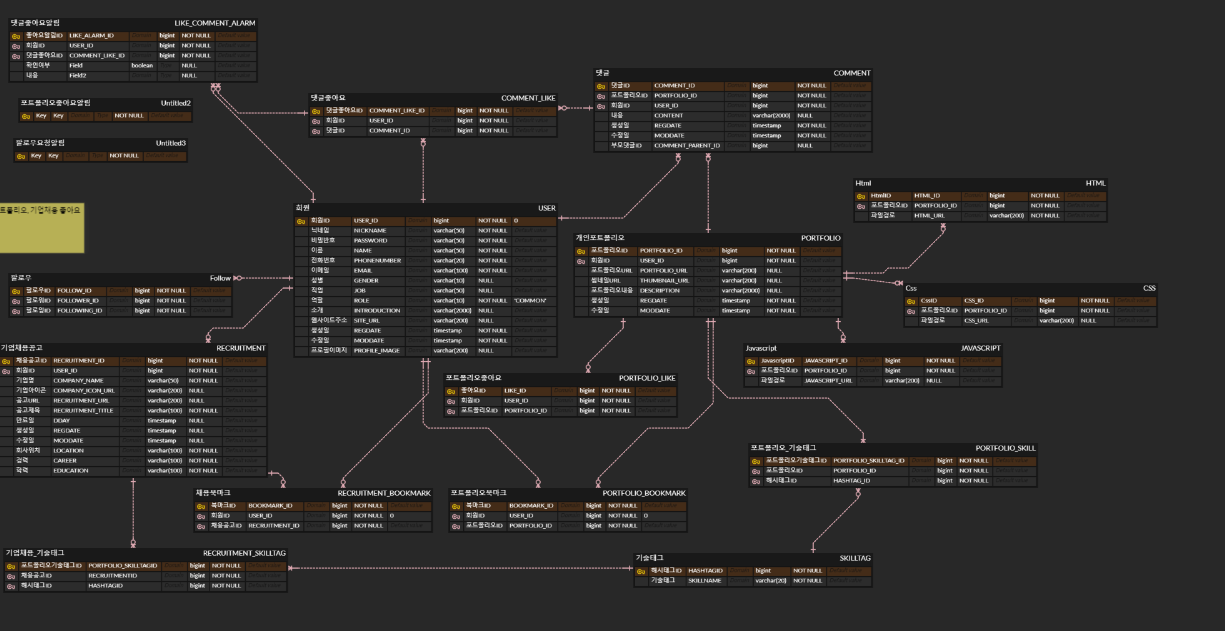 댓글좋아요알림 LIKE_COMMENT_ALARM
좋아요알림ID LIKE_ALARM_ID bigint NOT NULL
회원ID USER_ID bigint NOT NULL
댓글좋아요ID COMMENT_LIKE_ID bigint NOT NULL
확인여부 Field boolean NULL
내용 Field2 NULL
포트폴리오좋아요알림 Untitled2
Key Key NOT NULL
팔로우요청알림 Untitled3
Key Key NOT NULL
트폴리오, 기업채용 좋아요
댓글좋아요 COMMENT_LIKE
댓글좋아요ID COMMENT_LIKE_ID bigint NOT NULL
회원ID USER_ID bigint NOT NULL
댓글ID COMMENT_ID bigint NOT NULL
댓글 COMMENT
댓글ID COMMENT_ID bigint NOT NULL
포트폴리오ID PORTFOLIO_ID bigint NOT NULL
회원ID USER_ID bigint NOT NULL
내용 CONTENT varchar(2000) NULL
생성일 REGDATE timestamp NOT NULL
수정일 MODDATE timestamp NOT NULL
부모댓글ID COMMENT_PARENT_ID bigint NULL
회원 USER
회원ID USER_ID bigint NOT NULL 0
닉네임 NICKNAME varchar(50) NOT NULL
비밀번호 PASSWORD varchar(50) NOT NULL
이름 NAME varchar(50) NOT NULL
전화번호 PHONENUMBER varchar(20) NOT NULL
이메일 EMAIL varchar(100) NOT NULL
성별 GENDER varchar(10) NULL
직업 JOB varchar(50) NULL
역할 ROLE varchar(10) NOT NULL "COMMON"
소개 INTRODUCTION varchar(2000) NULL
웹사이트주소 SITE_URL varchar(200) NULL
생성일 REGDATE timestamp NOT NULL
수정일 MODDATE timestamp NOT NULL
프로필이미지 PROFILE_IMAGE varchar(200) NULL
개인포트폴리오 PORTFOLIO
포트폴리오ID PORTFOLIO_ID bigint NOT NULL
회원ID USER_ID bigint NOT NULL
포트폴리오URL PORTFOLIO_URL varchar(200) NULL
썸네일URL THUMBNAIL_URL varchar(200) NULL
포트폴리오내용 DESCRIPTION varchar(2000) NULL
생성일 REGDATE timestamp NOT NULL
수정일 MODDATE timestamp NOT NULL
Html HTML
HtmlID HTML_ID bigint NOT NULL
포트폴리오ID PORTFOLIO_ID bigint NOT NULL
파일경로 HTML_URL varchar(200) NULL
Css CSS
CssID CSS_ID bigint NOT NULL
포트폴리오ID PORTFOLIO_ID bigint NOT NULL
파일경로 CSS_URL varchar(200) NULL
팔로우 Follow
팔로우ID FOLLOW_ID bigint NOT NULL
팔로워ID FOLLOWER_ID bigint NOT NULL
팔로잉ID FOLLOWING_ID bigint NOT NULL
기업채용공고 RECRUITMENT
채용공고ID RECRUITMENT_ID bigint NOT NULL
회원ID USER_ID bigint NOT NULL
기업명 COMPANY_NAME varchar(50) NOT NULL
기업아이콘 COMPANY_ICON_URL varchar(200) NULL
공고URL RECRUITMENT_URL varchar(200) NULL
공고제목 RECRUITMENT_TITLE varchar(100) NOT NULL
만료일 DDAY timestamp NULL
생성일 REGDATE timestamp NULL
수정일 MODDATE timestamp NULL
회사위치 LOCATION varchar(100) NOT NULL
경력 CAREER varchar(100) NOT NULL
학력 EDUCATION varchar(100) NOT NULL
Javascript JAVASCRIPT
JavascriptID JAVASCRIPT_ID bigint NOT NULL
포트폴리오ID PORTFOLIO_ID bigint NOT NULL
파일경로 JAVASCRIPT_URL varchar(200) NULL
포트폴리오좋아요 PORTFOLIO_LIKE
좋아요ID LIKE_ID bigint NOT NULL
회원ID USER_ID bigint NOT NULL
포트폴리오ID PORTFOLIO_ID bigint NOT NULL
포트폴리오_기술태그 PORTFOLIO_SKILL
포트폴리오기술태그ID PORTFOLIO_SKILLTAG_ID bigint NOT NULL
포트폴리오ID PORTFOLIO_ID bigint NOT NULL
해시태그ID HASHTAG_ID bigint NOT NULL
채용북마크 RECRUITMENT_BOOKMARK
북마크ID BOOKMARK_ID bigint NOT NULL
회원ID USER_ID bigint NOT NULL 0
채용공고ID RECRUITMENT_ID bigint NOT NULL
포트폴리오북마크 PORTFOLIO_BOOKMARK
북마크ID BOOKMARK_ID bigint NOT NULL
회원ID USER_ID bigint NOT NULL 0
포트폴리오ID PORTFOLIO_ID bigint NOT NULL
기업채용_기술태그 RECRUITMENT_SKILLTAG
포트폴리오기술태그ID PORTFOLIO_SKILLTAGID bigint NOT NULL
채용공고ID RECRUITMENTID bigint NOT NULL
해시태그ID HASHTAGID bigint NOT NULL
기술태그 SKILLTAG
해시태그ID HASHTAGID bigint NOT NULL
기술태그 SKILLNAME varchar(20) NOT NULL